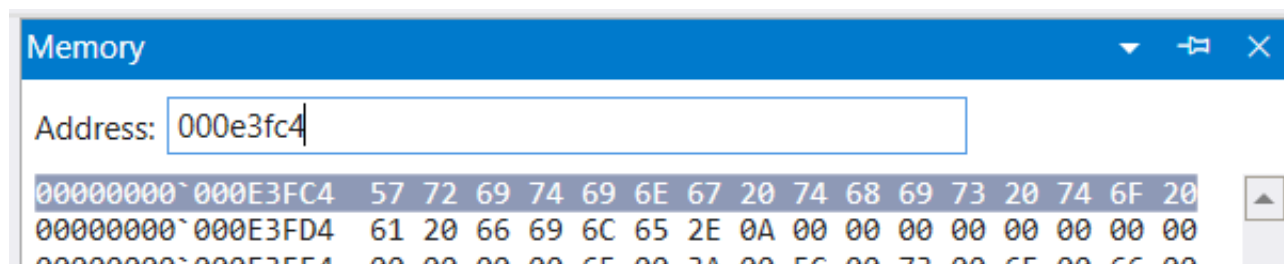 Memory
Address: 000e3fc4
00000000`000E3FC4 57 72 69 74 69 6E 67 20 74 68 69 73 20 74 6F 20
00000000`000E3FD4 61 20 66 69 6C 65 2E 0A 00 00 00 00 00 00 00 00